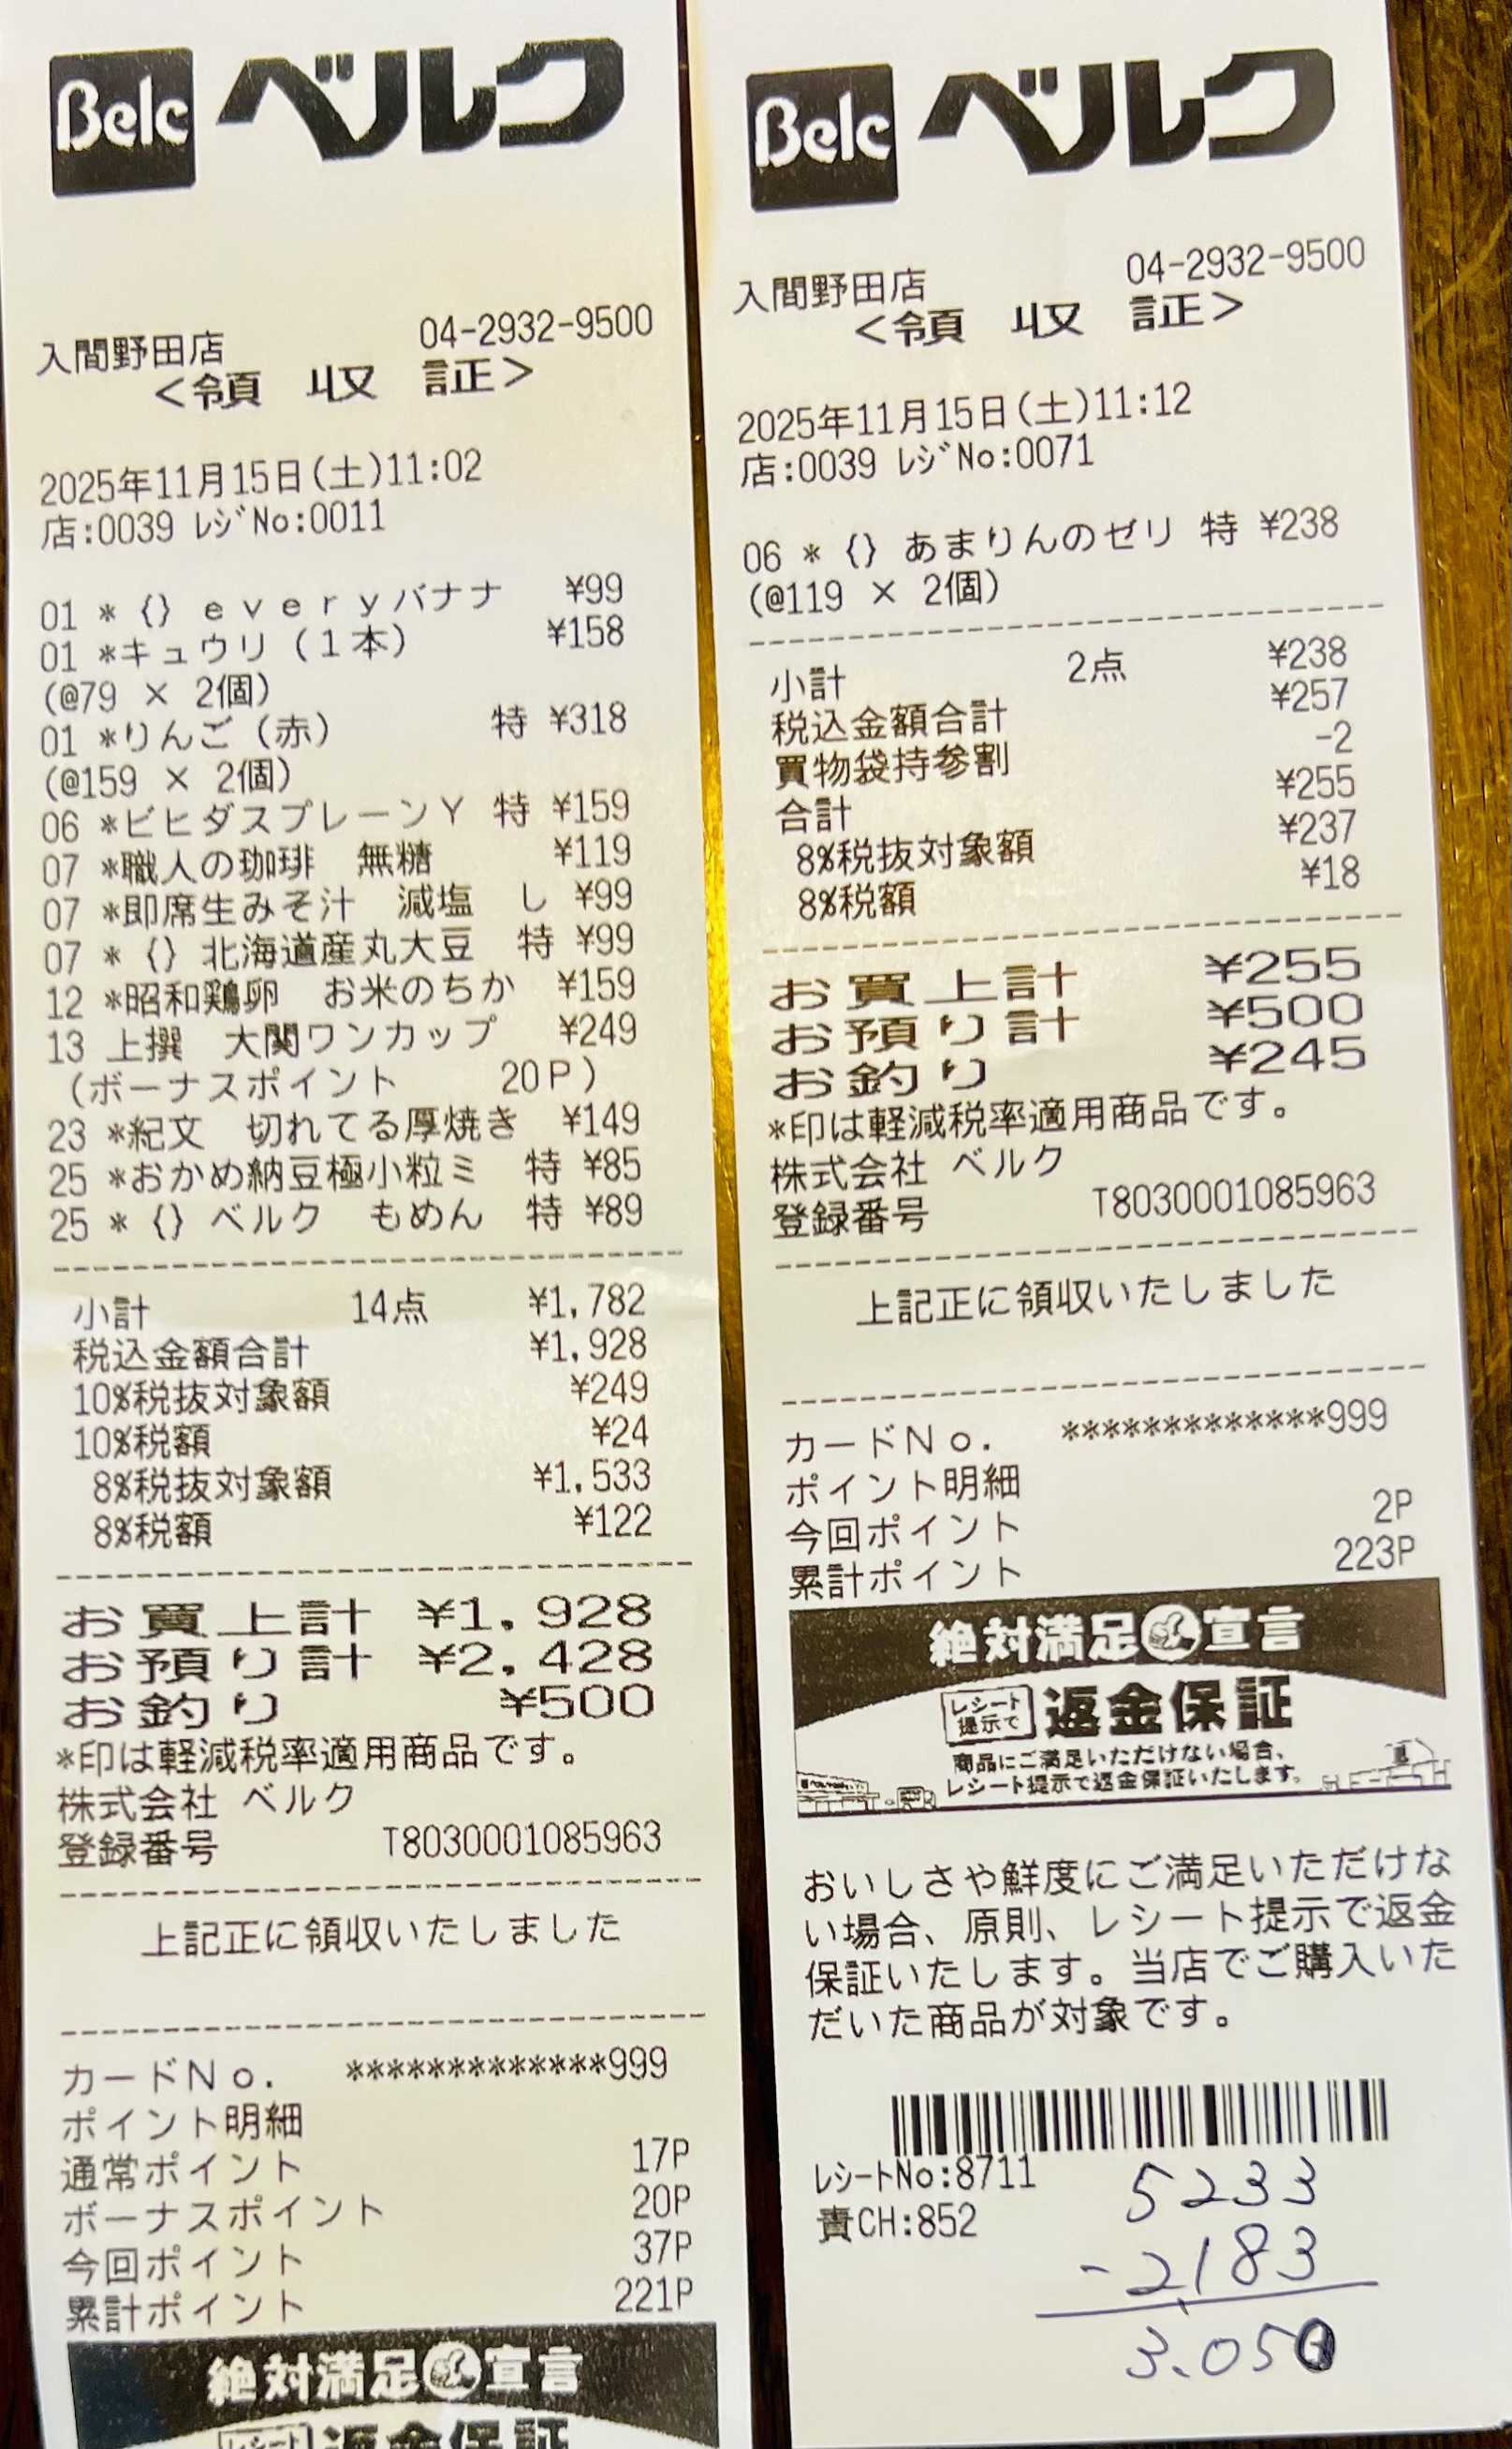 Belc ベルク
入間野田店 04-2932-9500
<領 収 証>
2025年11月15日(土)11:02
店:0039 ﾚｼﾞNo:0011
01 * {} everyバナナ ¥99
01 *キュウリ(1本) ¥158
(@79 × 2個)
01 *りんご(赤) 特 ¥318
(@159 × 2個)
06 *ビヒダスプレーンY 特 ¥159
07 *職人の珈琲 無糖 ¥119
07 *即席生みそ汁 減塩 し ¥99
07 * {} 北海道産丸大豆 特 ¥99
12 *昭和鶏卵 お米のちか ¥159
13 上撰 大関ワンカップ ¥249
(ボーナスポイント 20P)
23 *紀文 切れてる厚焼き ¥149
25 *おかめ納豆極小粒ミ 特 ¥85
25 * {} ベルク もめん 特 ¥89
小計 14点 ¥1,782
税込金額合計 ¥1,928
10%税抜対象額 ¥249
10%税額 ¥24
8%税抜対象額 ¥1,533
8%税額 ¥122
お買上計 ¥1,928
お預り計 ¥2,428
お釣り ¥500
*印は軽減税率適用商品です。
株式会社 ベルク
登録番号 T8030001085963
上記正に領収いたしました
カードNo. *************999
ポイント明細
通常ポイント 17P
ボーナスポイント 20P
今回ポイント 37P
累計ポイント 221P
絶対満足宣言
レシート 返金保証
Belc ベルク
入間野田店 04-2932-9500
<領 収 証>
2025年11月15日(土)11:12
店:0039 ﾚｼﾞNo:0071
06 * {} あまりんのゼリ 特 ¥238
(@119 × 2個)
小計 2点 ¥238
税込金額合計 ¥257
買物袋持参割 -2
合計 ¥255
8%税抜対象額 ¥237
8%税額 ¥18
お買上計 ¥255
お預り計 ¥500
お釣り ¥245
*印は軽減税率適用商品です。
株式会社 ベルク
登録番号 T8030001085963
上記正に領収いたしました
カードNo. *************999
ポイント明細
今回ポイント 2P
累計ポイント 223P
絶対満足宣言
レシート提示で 返金保証
商品にご満足いただけない場合、
レシート提示で返金保証いたします。
おいしさや鮮度にご満足いただけな
い場合、原則、レシート提示で返金
保証いたします。当店でご購入いた
だいた商品が対象です。
ﾚｼｰﾄNo:8711
責CH:852
5233
-2183
3.050